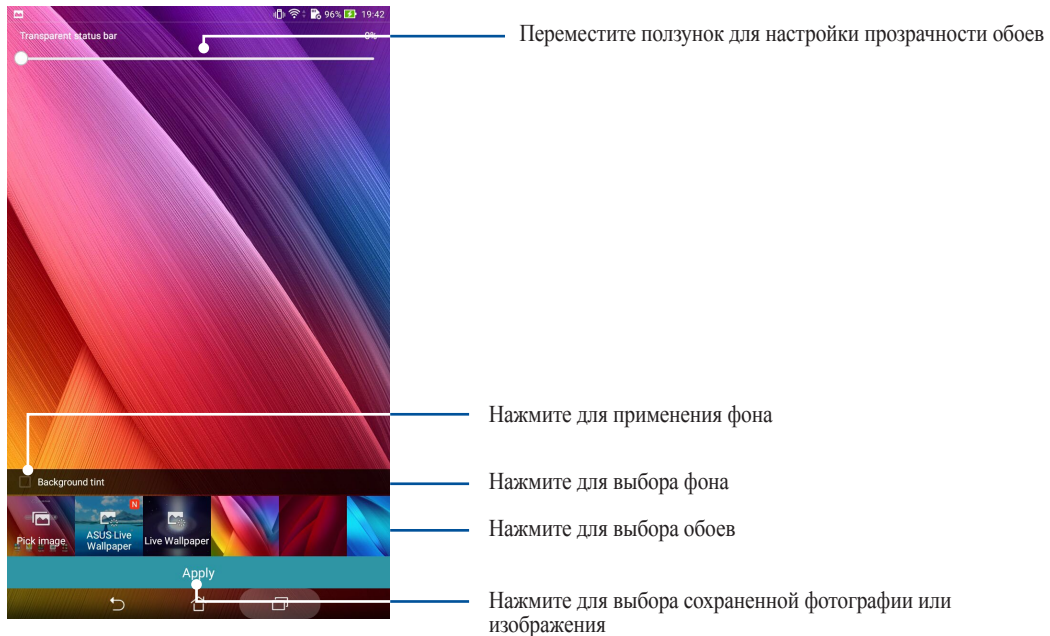 96% 19:42
Transparent status bar
Переместите ползунок для настройки прозрачности обоев
Нажмите для применения фона
Background tint
Нажмите для выбора фона
N
Pick image
ASUS Live
Wallpaper
Live Wallpaper
Нажмите для выбора обоев
Apply
Нажмите для выбора сохраненной фотографии или
изображения